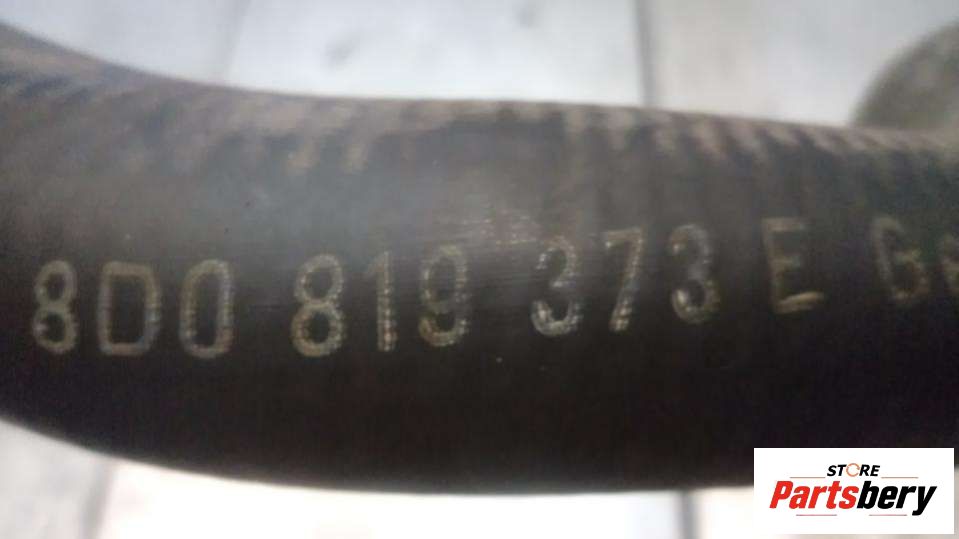 8D0 819 373 E
STORE
Partsbery